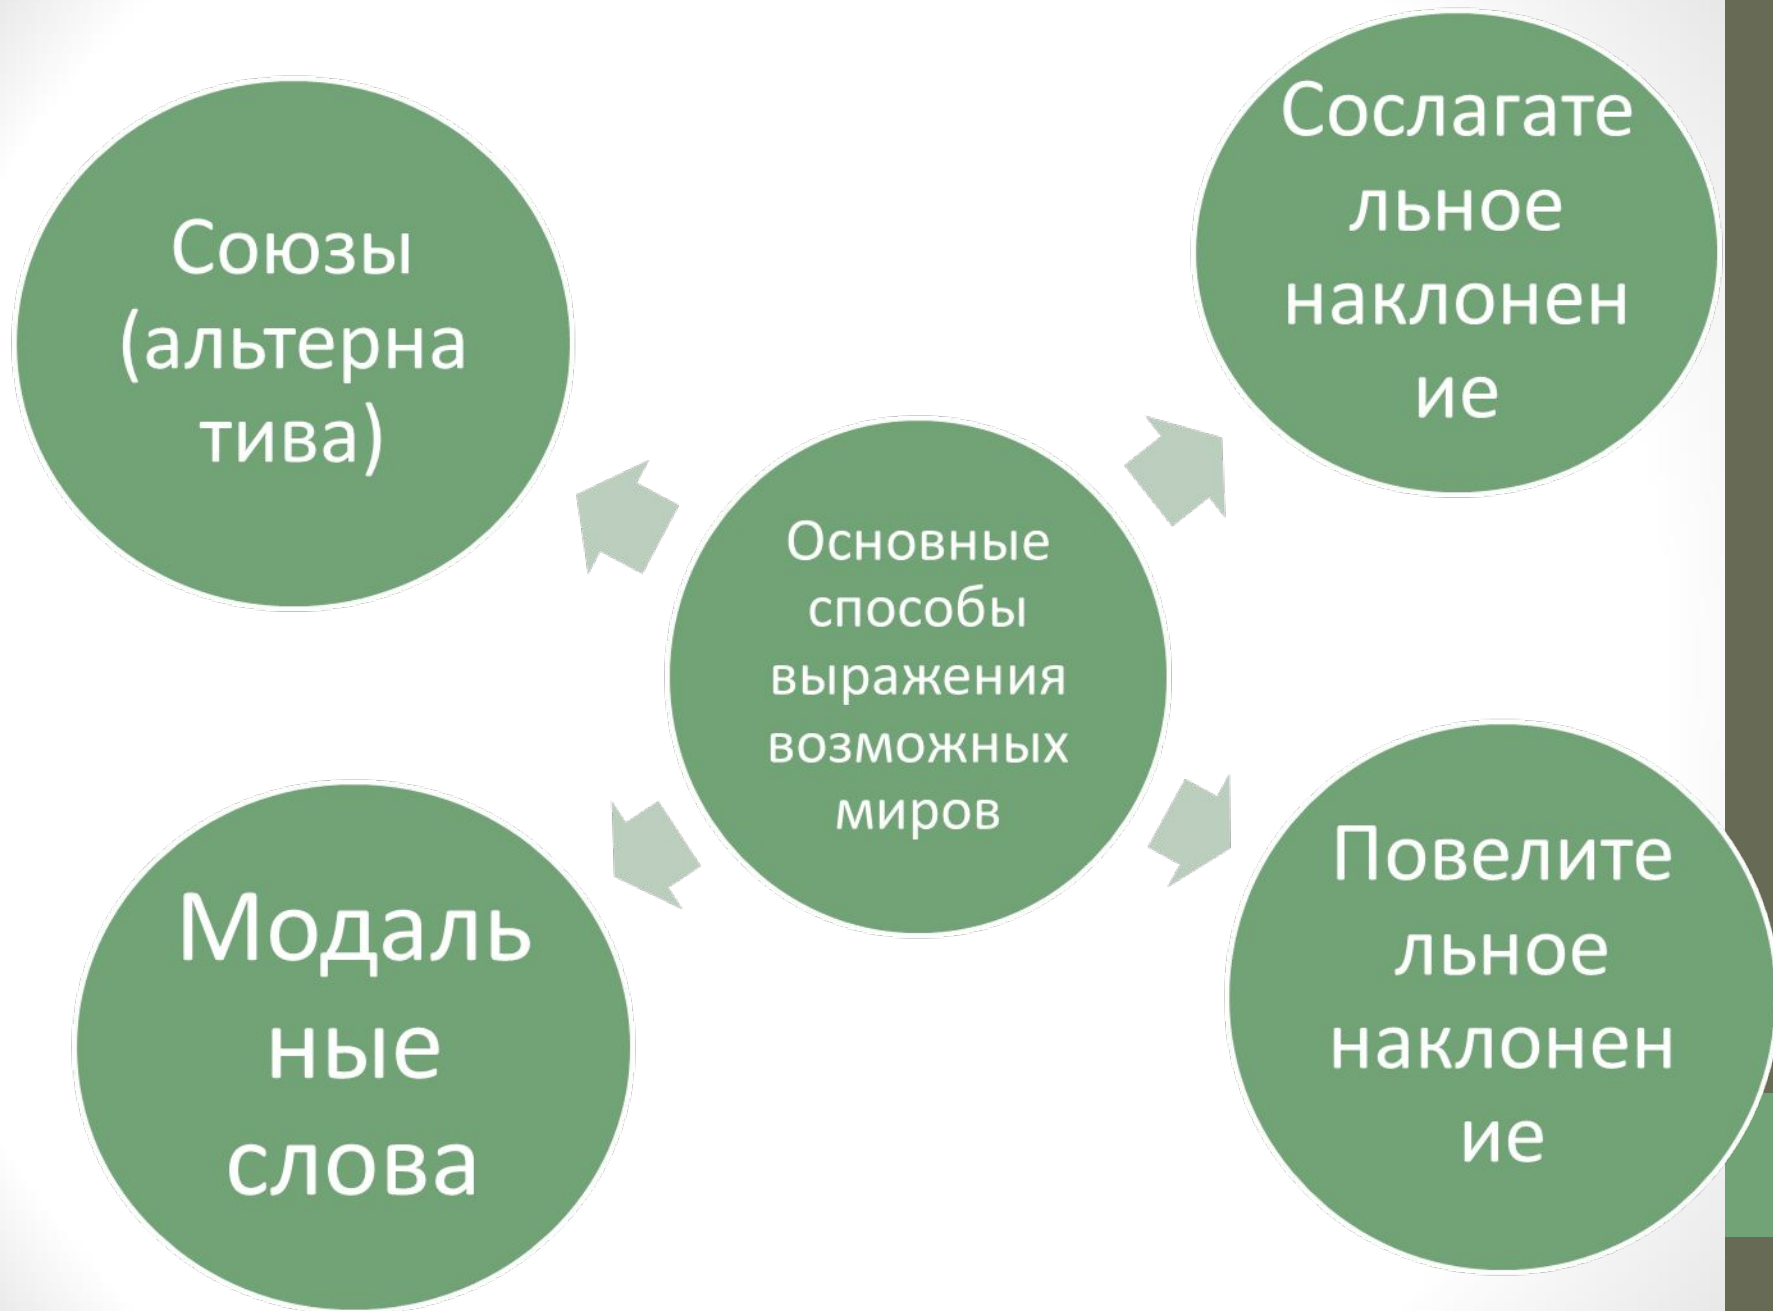 Союзы
(альтерна
тива)
Сослагате
льное
наклонен
ие
Основные
способы
выражения
возможных
миров
Модаль
ные
слова
Повелите
льное
наклонен
ие